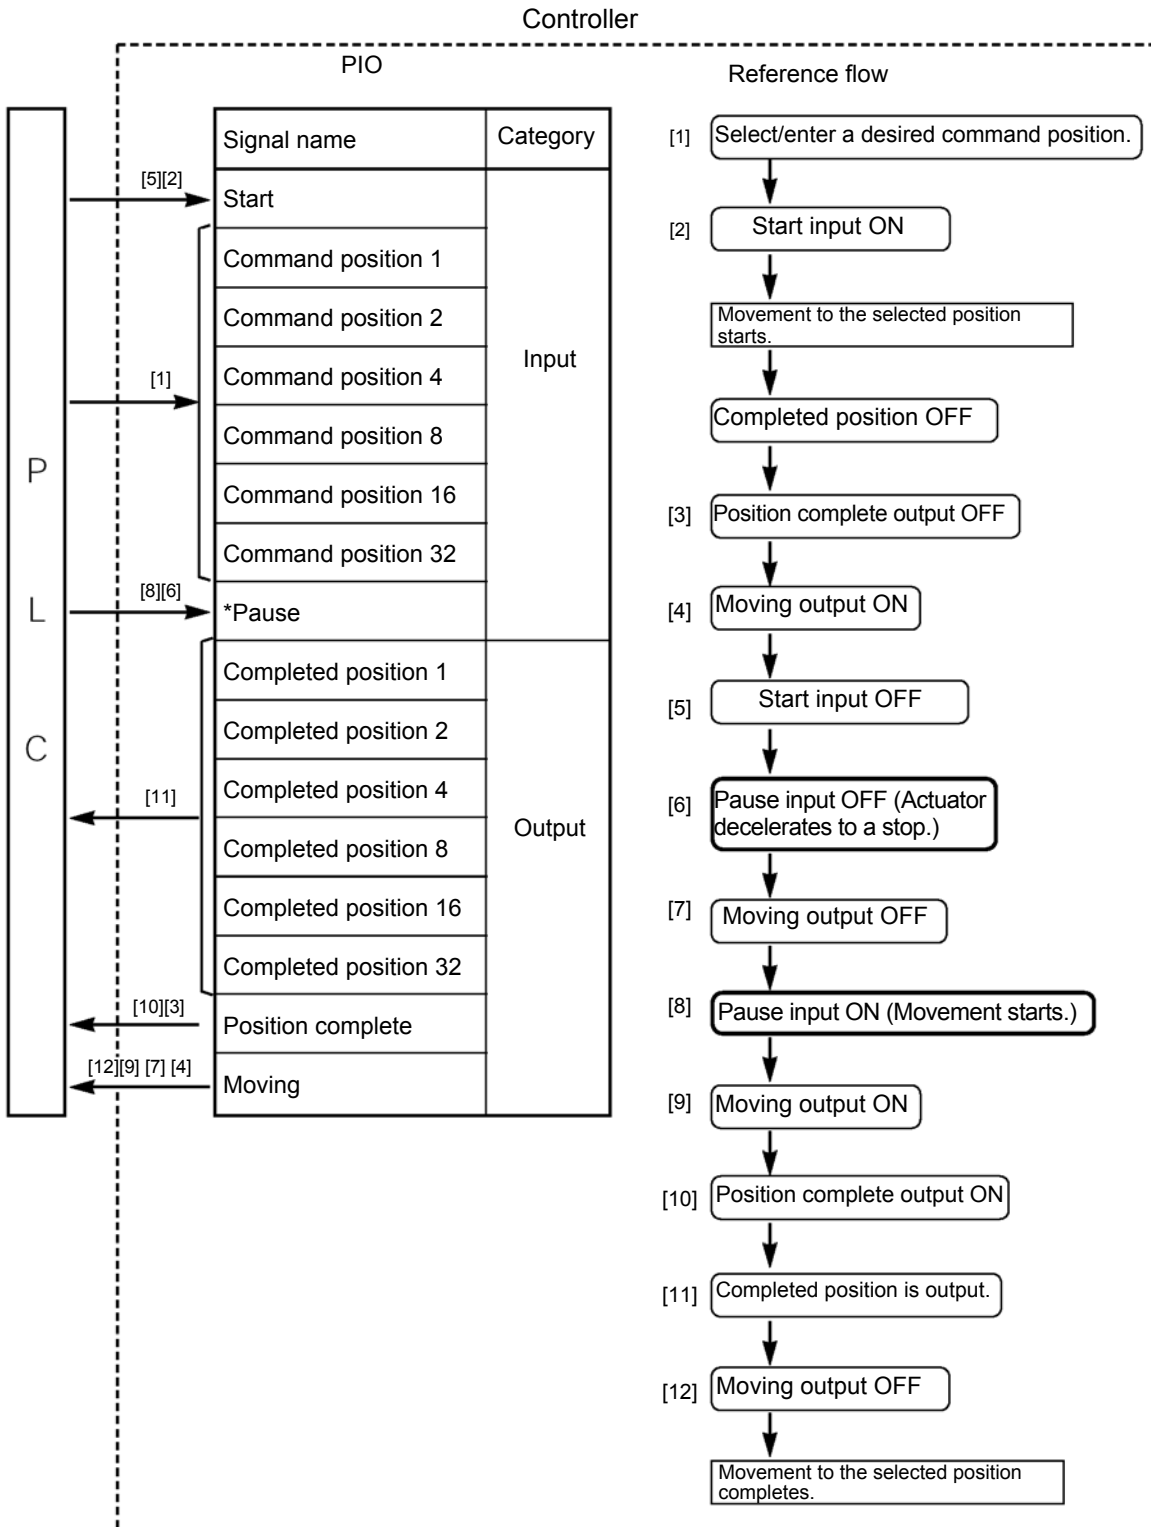 Controller
PIO
Reference flow
Signal name
Category
[1]
Select/enter a desired command position.
[5][2]
Start
[2]
Start input ON
Command position 1
Command position 2
Movement to the selected position
starts.
Input
[1]
Command position 4
Completed position OFF
Command position 8
P
Command position 16
[3]
Position complete output OFF
Command position 32
[8][6]
L
*Pause
[4]
Moving output ON
Completed position 1
[5]
Start input OFF
Completed position 2
C
[11]
Completed position 4
[6]
Pause input OFF (Actuator
decelerates to a stop.)
Output
Completed position 8
Completed position 16
[7]
Moving output OFF
Completed position 32
[10][3]
Position complete
[8]
Pause input ON (Movement starts.)
[12][9] [7] [4]
Moving
[9]
Moving output ON
[10]
Position complete output ON
[11]
Completed position is output.
[12]
Moving output OFF
Movement to the selected position
completes.